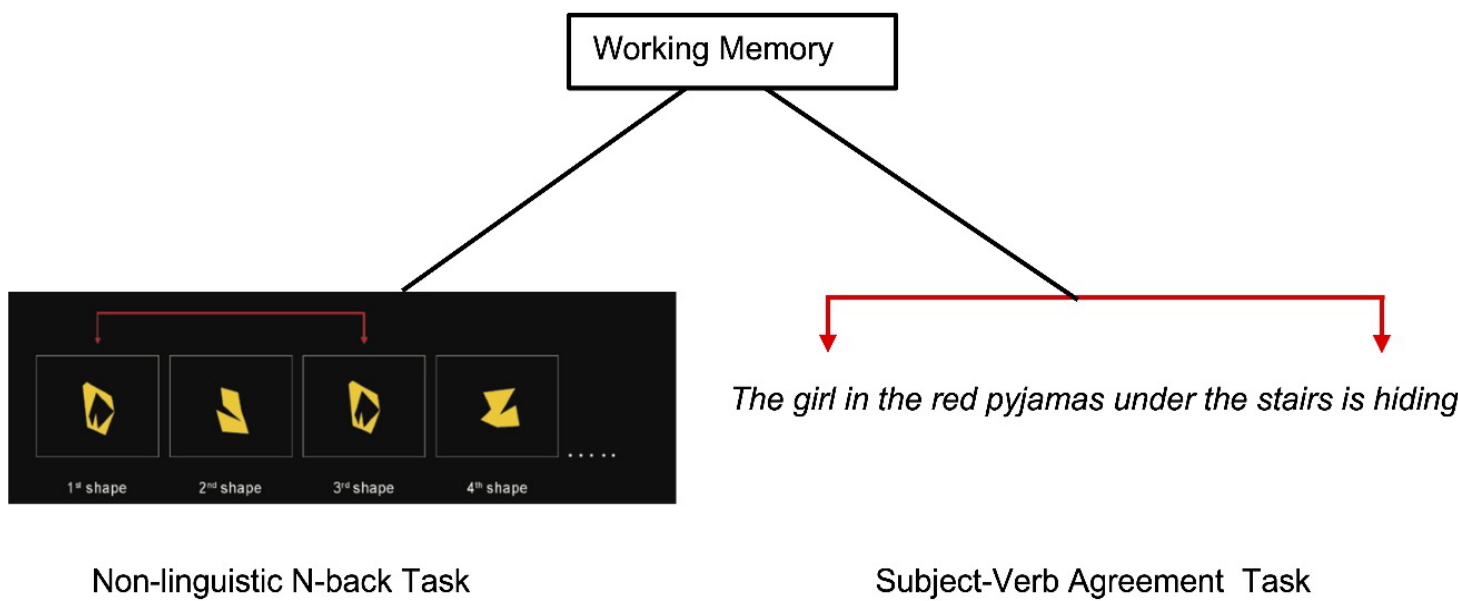 Working Memory
The girl in the red pyjamas under the stairs is hiding
1st shape 2nd shape 3rd shape 4th shape .....
Non-linguistic N-back Task
Subject-Verb Agreement Task